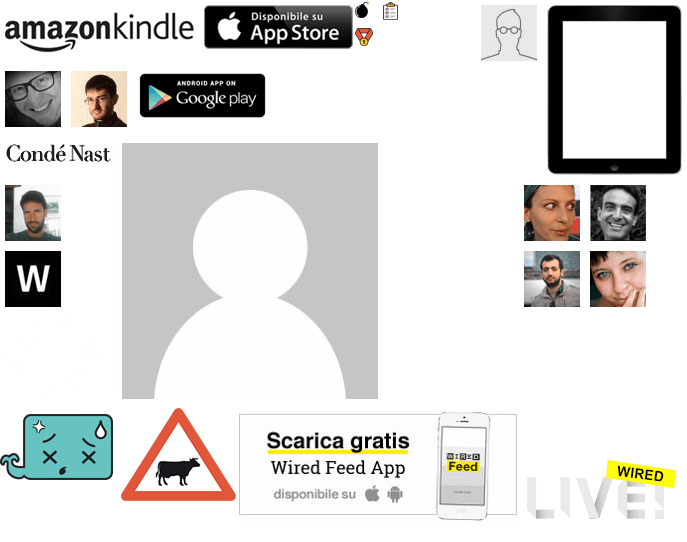 amazonkindle
Disponibile su
App Store
ANDROID APP ON
Google play
Condé Nast
W
Scarica gratis
Wired Feed App
disponibile su
WIRED
Feed
WIRED
LIVE!